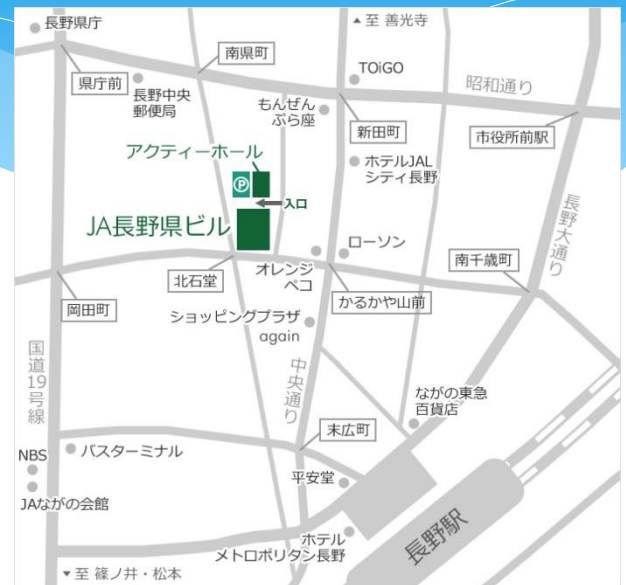 長野県庁
▲至 善光寺
南県町
TOiGO
県庁前
長野中央
郵便局
昭和通り
もんぜん
ぷら座
新田町
市役所前駅
アクティーホール
ホテルJAL
シティ長野
P
入口
長野大通り
JA長野県ビル
ローソン
オレンジ
ペコ
南千歳町
北石堂
岡田町
かるかや山前
ショッピングプラザ
again
国道19号線
中央通り
ながの東急
百貨店
末広町
NBS
バスターミナル
平安堂
JAながの会館
長野駅
ホテル
メトロポリタン長野
▼至 篠ノ井・松本